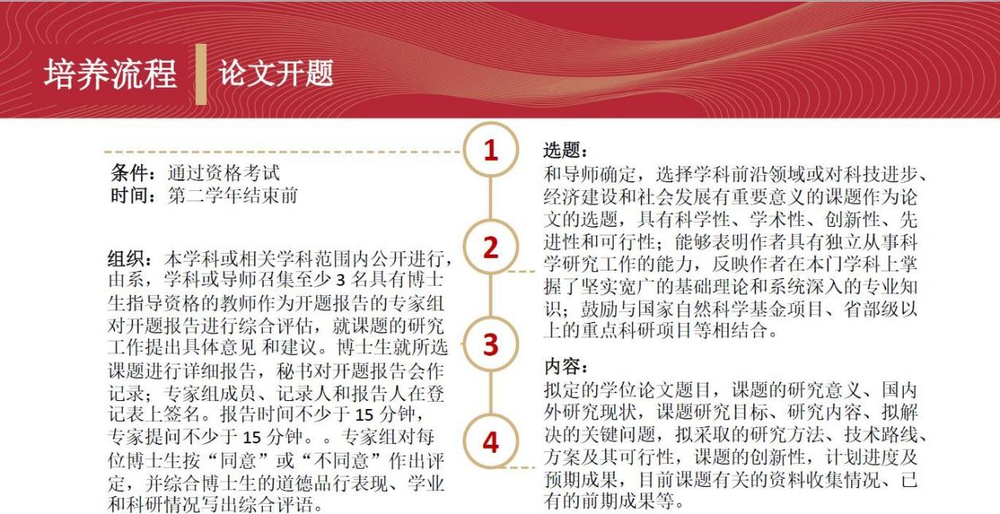 培养流程
论文开题
1
条件：通过资格考试
时间：第二学年结束前
2
选题：
和导师确定，选择学科前沿领域或对科技进步、
经济建设和社会发展有重要意义的课题作为论
文的选题，具有科学性、学术性、创新性、先
进性和可行性；能够表明作者具有独立从事科
学研究工作的能力，反映作者在本门学科上掌
握了坚实宽广的基础理论和系统深入的专业知
识；鼓励与国家自然科学基金项目、省部级以
上的重点科研项目等相结合。
3
组织：本学科或相关学科范围内公开进行，
由系，学科或导师召集至少 3 名具有博士
生指导资格的教师作为开题报告的专家组
对开题报告进行综合评估，就课题的研究
工作提出具体意见 和建议。博士生就所选
课题进行详细报告，秘书对开题报告会作
记录；专家组成员、记录人和报告人在登
记表上签名。报告时间不少于 15 分钟，
专家提问不少于 15 分钟。。专家组对每
位博士生按“同意”或“不同意”作出评
定，并综合博士生的道德品行表现、学业
和科研情况写出综合评语。
4
内容：
拟定的学位论文题目，课题的研究意义、国内
外研究现状，课题研究目标、研究内容、拟解
决的关键问题，拟采取的研究方法、技术路线、
方案及其可行性，课题的创新性，计划进度及
预期成果，目前课题有关的资料收集情况、已
有的前期成果等。